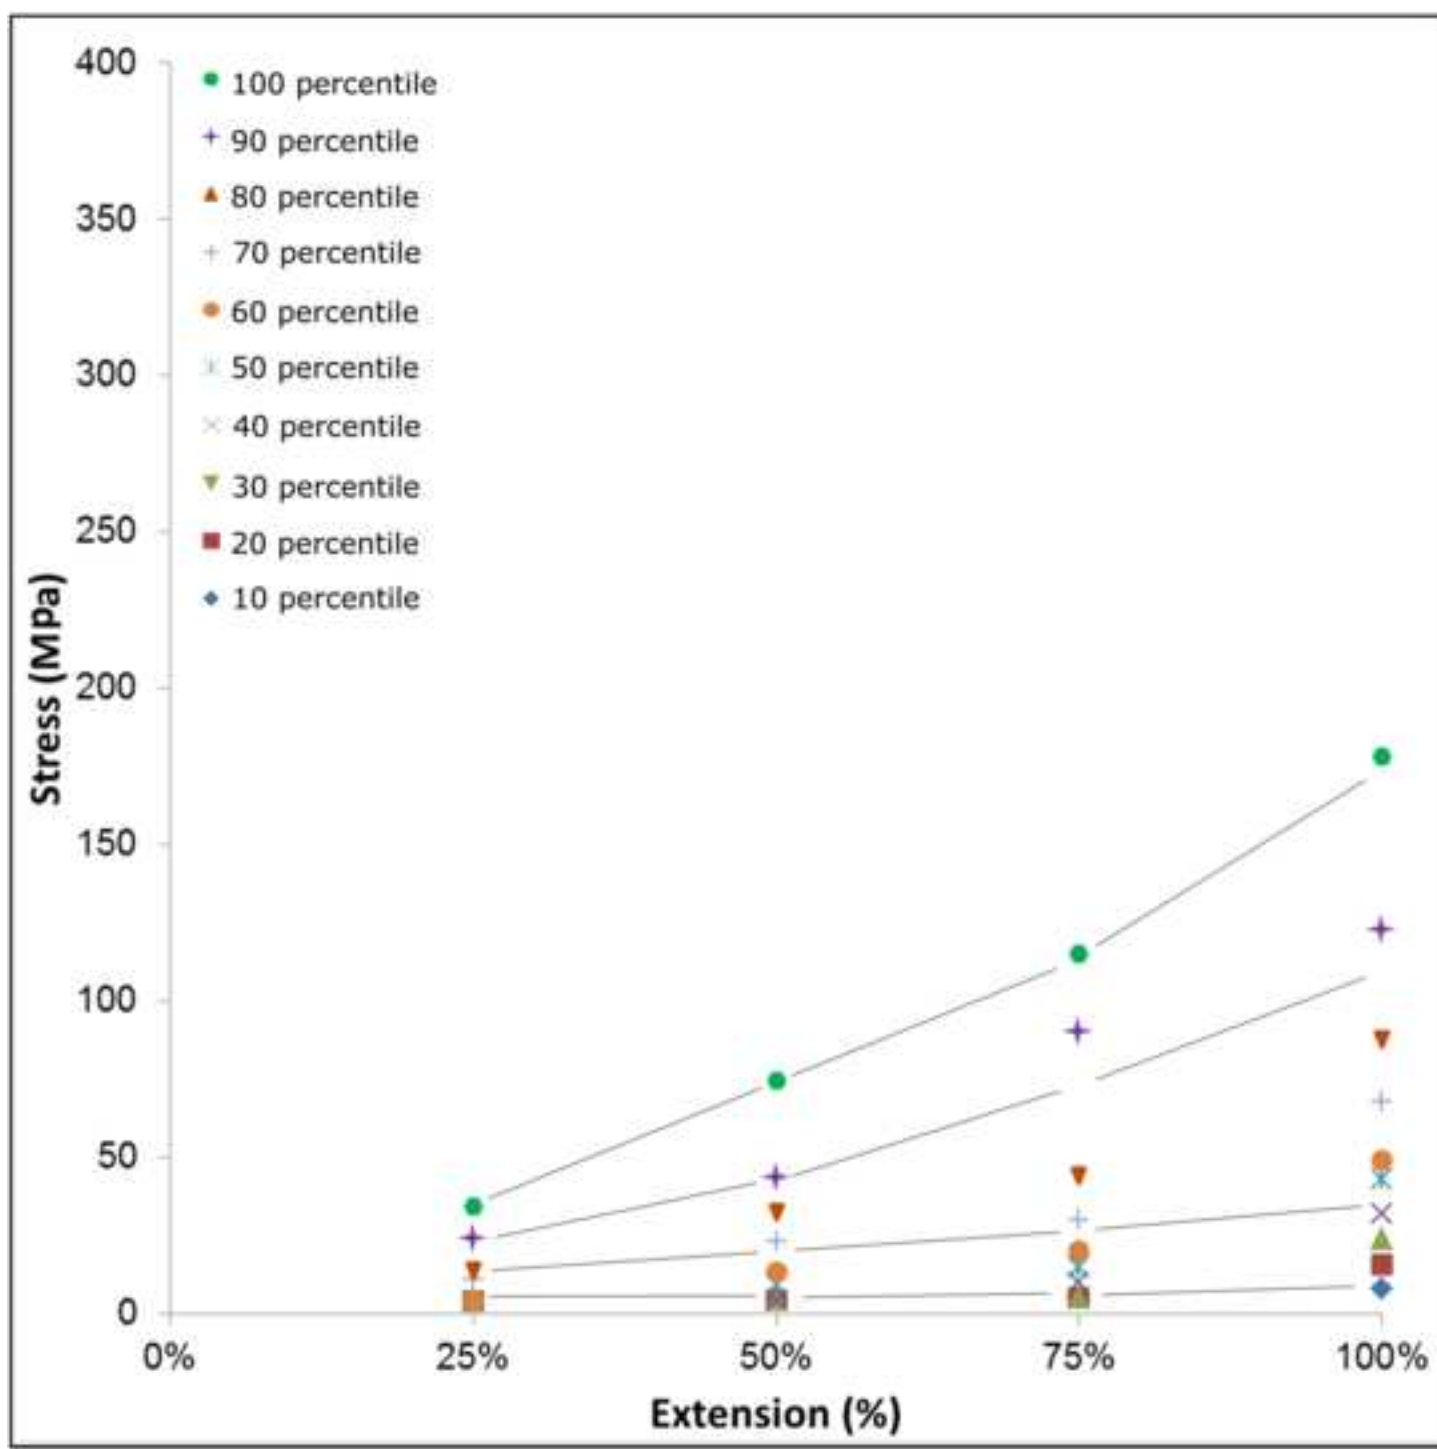 400
350
300
250
200
150
100
50
0
Stress (MPa)
100 percentile
90 percentile
80 percentile
70 percentile
60 percentile
50 percentile
40 percentile
30 percentile
20 percentile
10 percentile
0% 25% 50% 75% 100%
Extension (%)